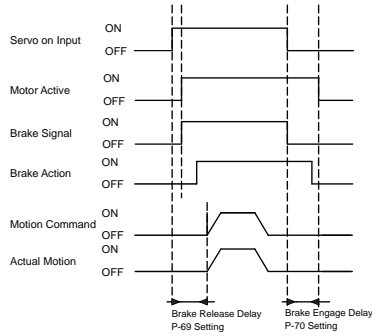 ON
Servo on Input
OFF
ON
Motor Active
OFF
ON
Brake Signal
OFF
ON
Brake Action
OFF
ON
Motion Command
OFF
ON
Actual Motion
OFF
Brake Release Delay
P-69 Setting
Brake Engage Delay
P-70 Setting